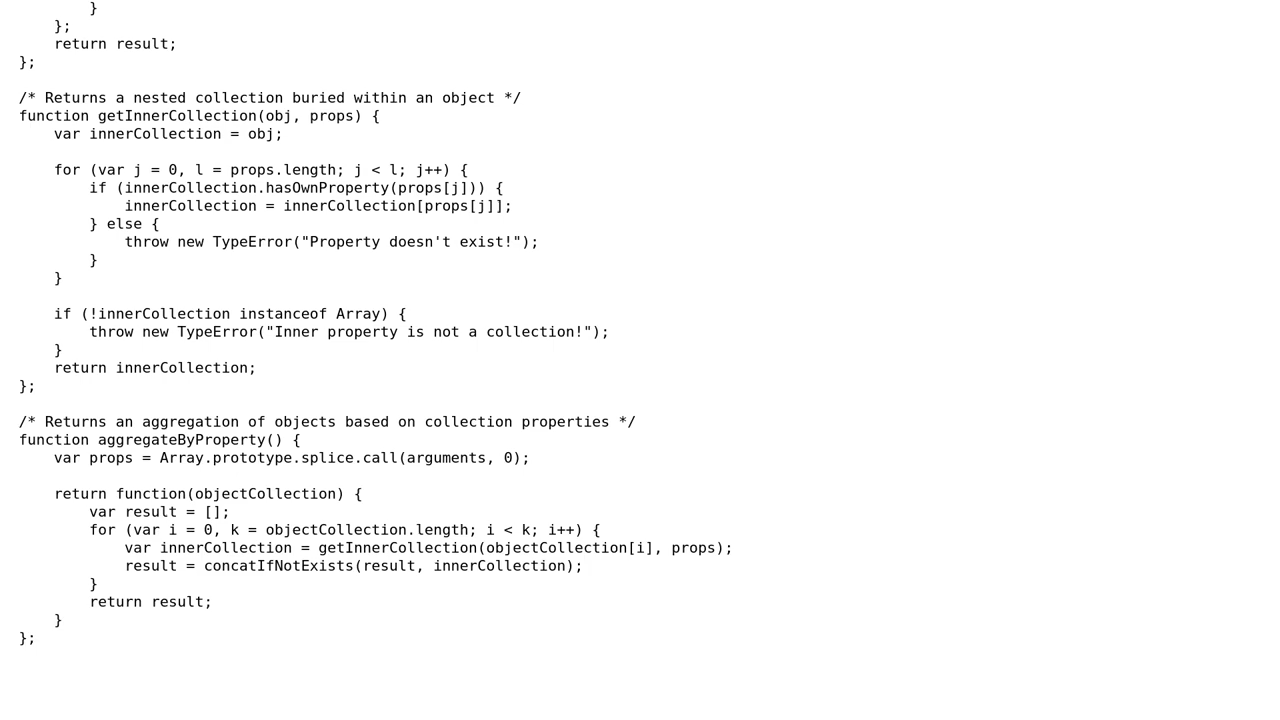 }
    };
    return result;
};

/* Returns a nested collection buried within an object */
function getInnerCollection(obj, props) {
    var innerCollection = obj;

    for (var j = 0, l = props.length; j < l; j++) {
        if (innerCollection.hasOwnProperty(props[j])) {
            innerCollection = innerCollection[props[j]];
        } else {
            throw new TypeError("Property doesn't exist!");
        }
    }

    if (!innerCollection instanceof Array) {
        throw new TypeError("Inner property is not a collection!");
    }
    return innerCollection;
};

/* Returns an aggregation of objects based on collection properties */
function aggregateByProperty() {
    var props = Array.prototype.splice.call(arguments, 0);

    return function(objectCollection) {
        var result = [];
        for (var i = 0, k = objectCollection.length; i < k; i++) {
            var innerCollection = getInnerCollection(objectCollection[i], props);
            result = concatIfNotExists(result, innerCollection);
        }
        return result;
    }
};